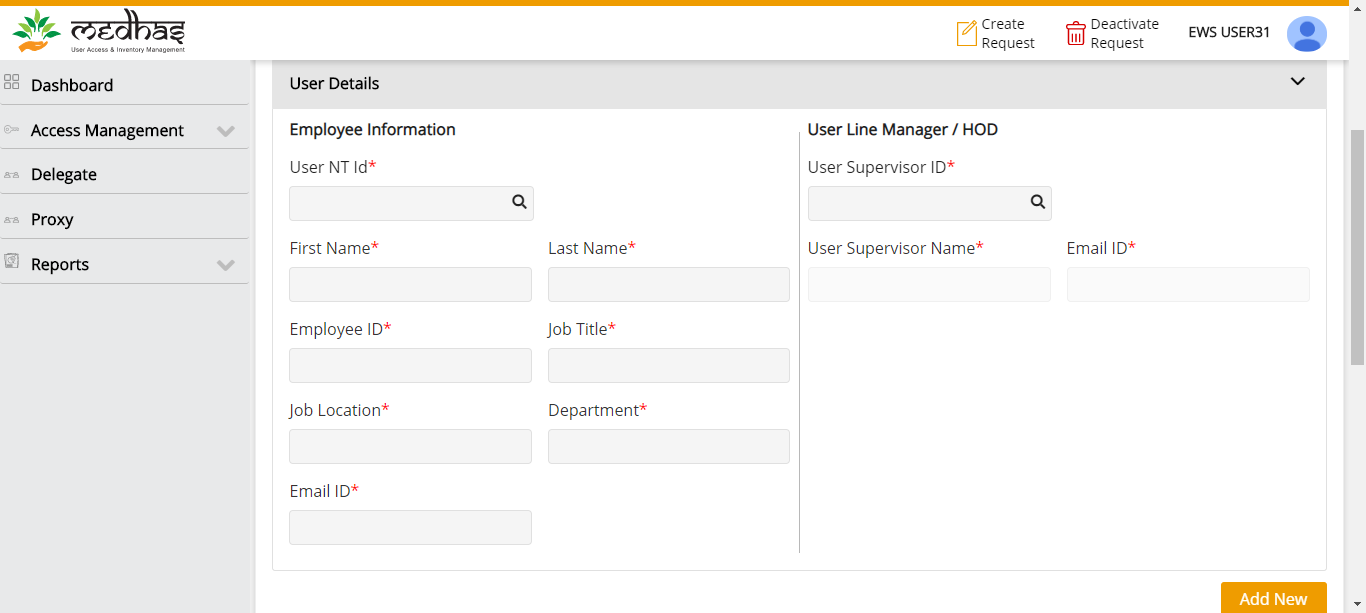 medhas
User Access & Inventory Management
Create
Request
Deactivate
Request
EWS USER31
Dashboard
Access Management
Delegate
Proxy
Reports
User Details
Employee Information
User NT Id*
First Name*
Last Name*
Employee ID*
Job Title*
Job Location*
Department*
Email ID*
User Line Manager / HOD
User Supervisor ID*
User Supervisor Name*
Email ID*
Add New